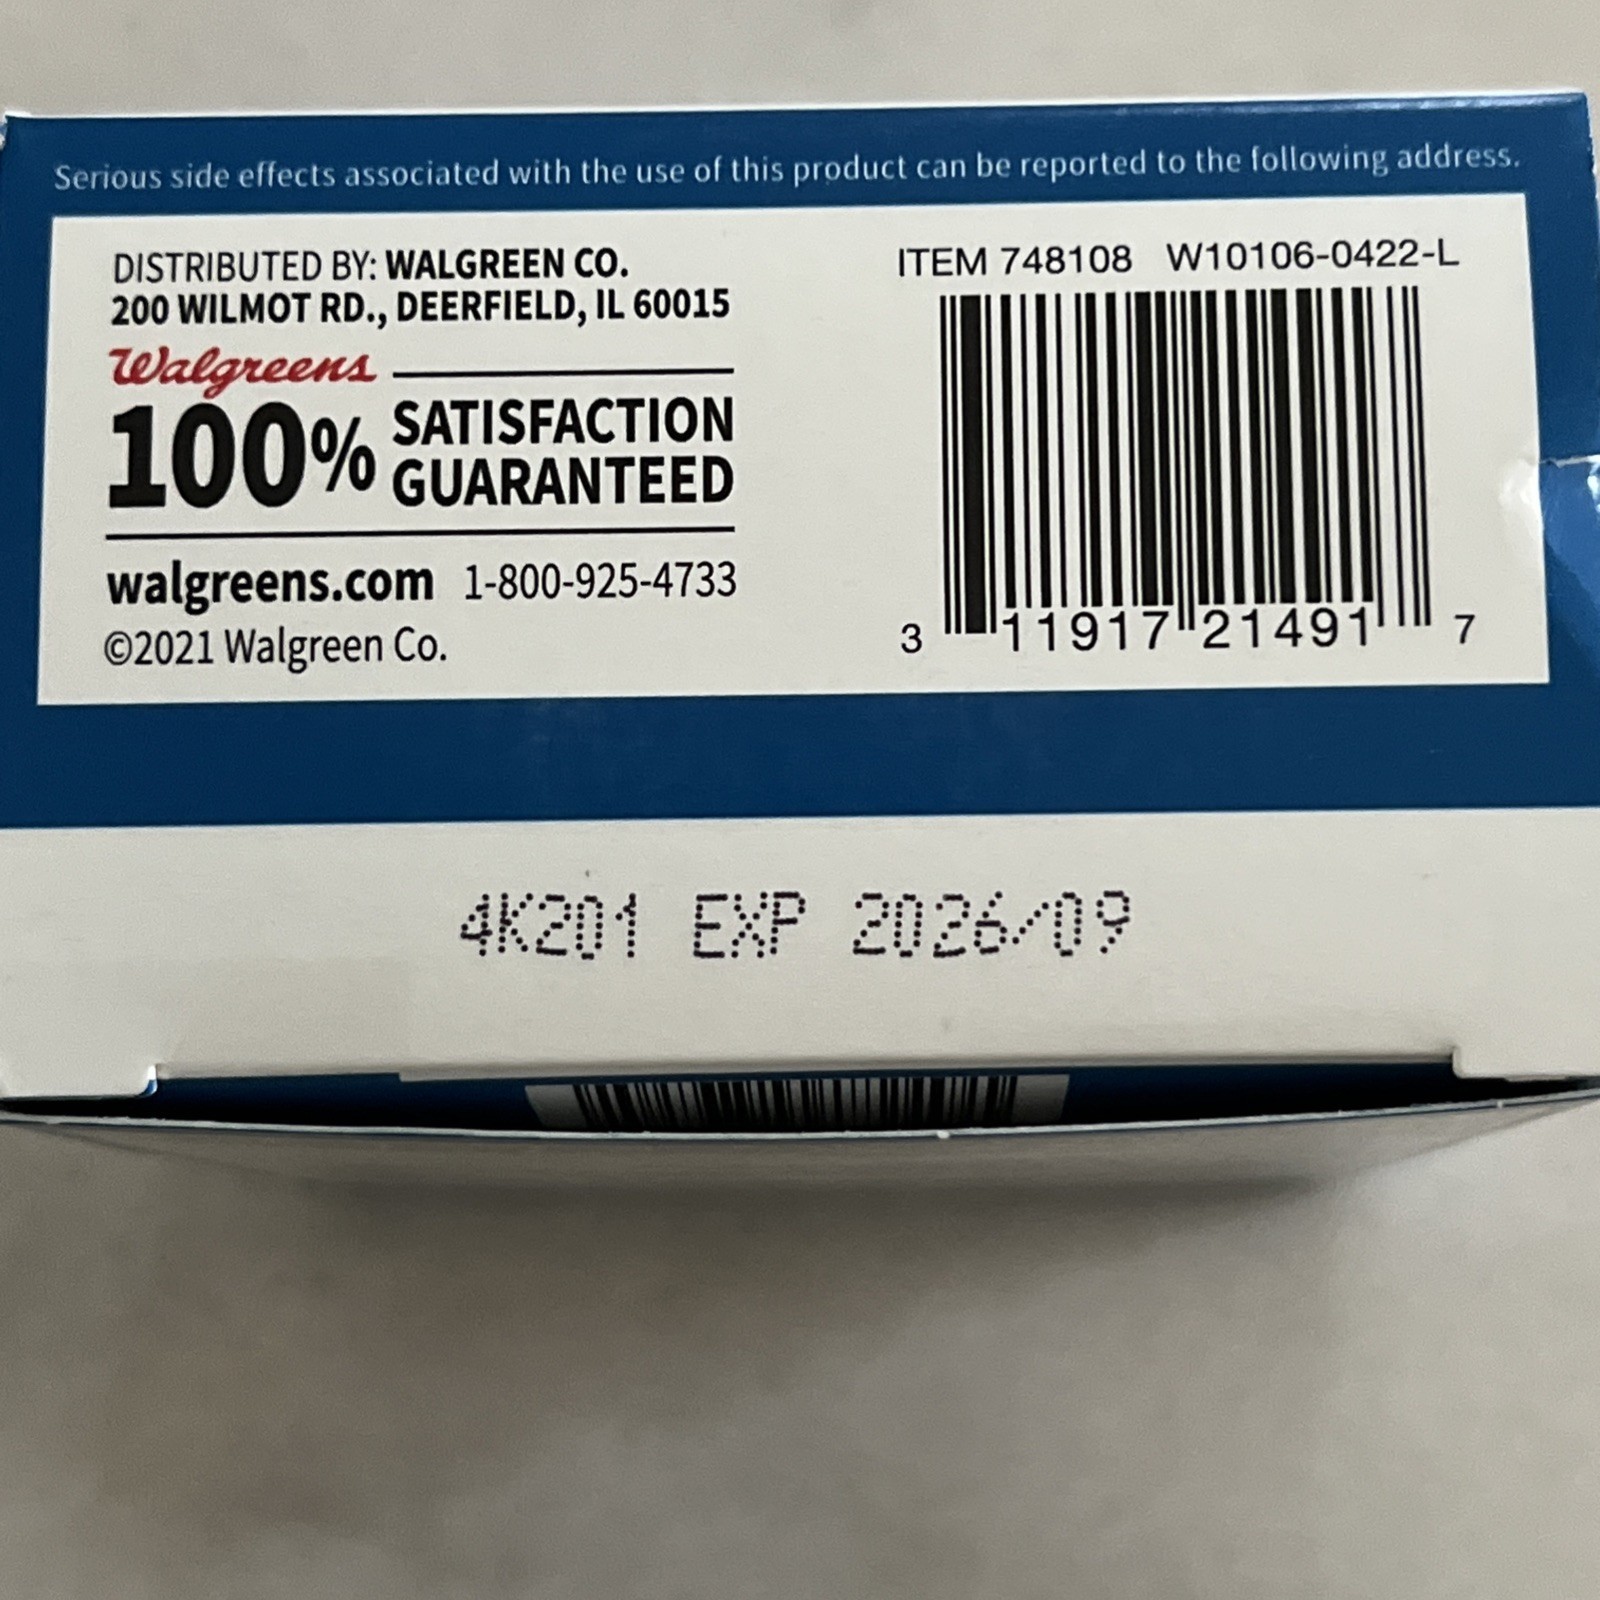 Serious side effects associated with the use of this product can be reported to the following address.
DISTRIBUTED BY: WALGREEN CO.
200 WILMOT RD., DEERFIELD, IL 60015
Walgreens
100% SATISFACTION
GUARANTEED
walgreens.com 1-800-925-4733
©2021 Walgreen Co.
ITEM 748108 W10106-0422-L
3 11917 21491 7
4K201 EXP 2026/09